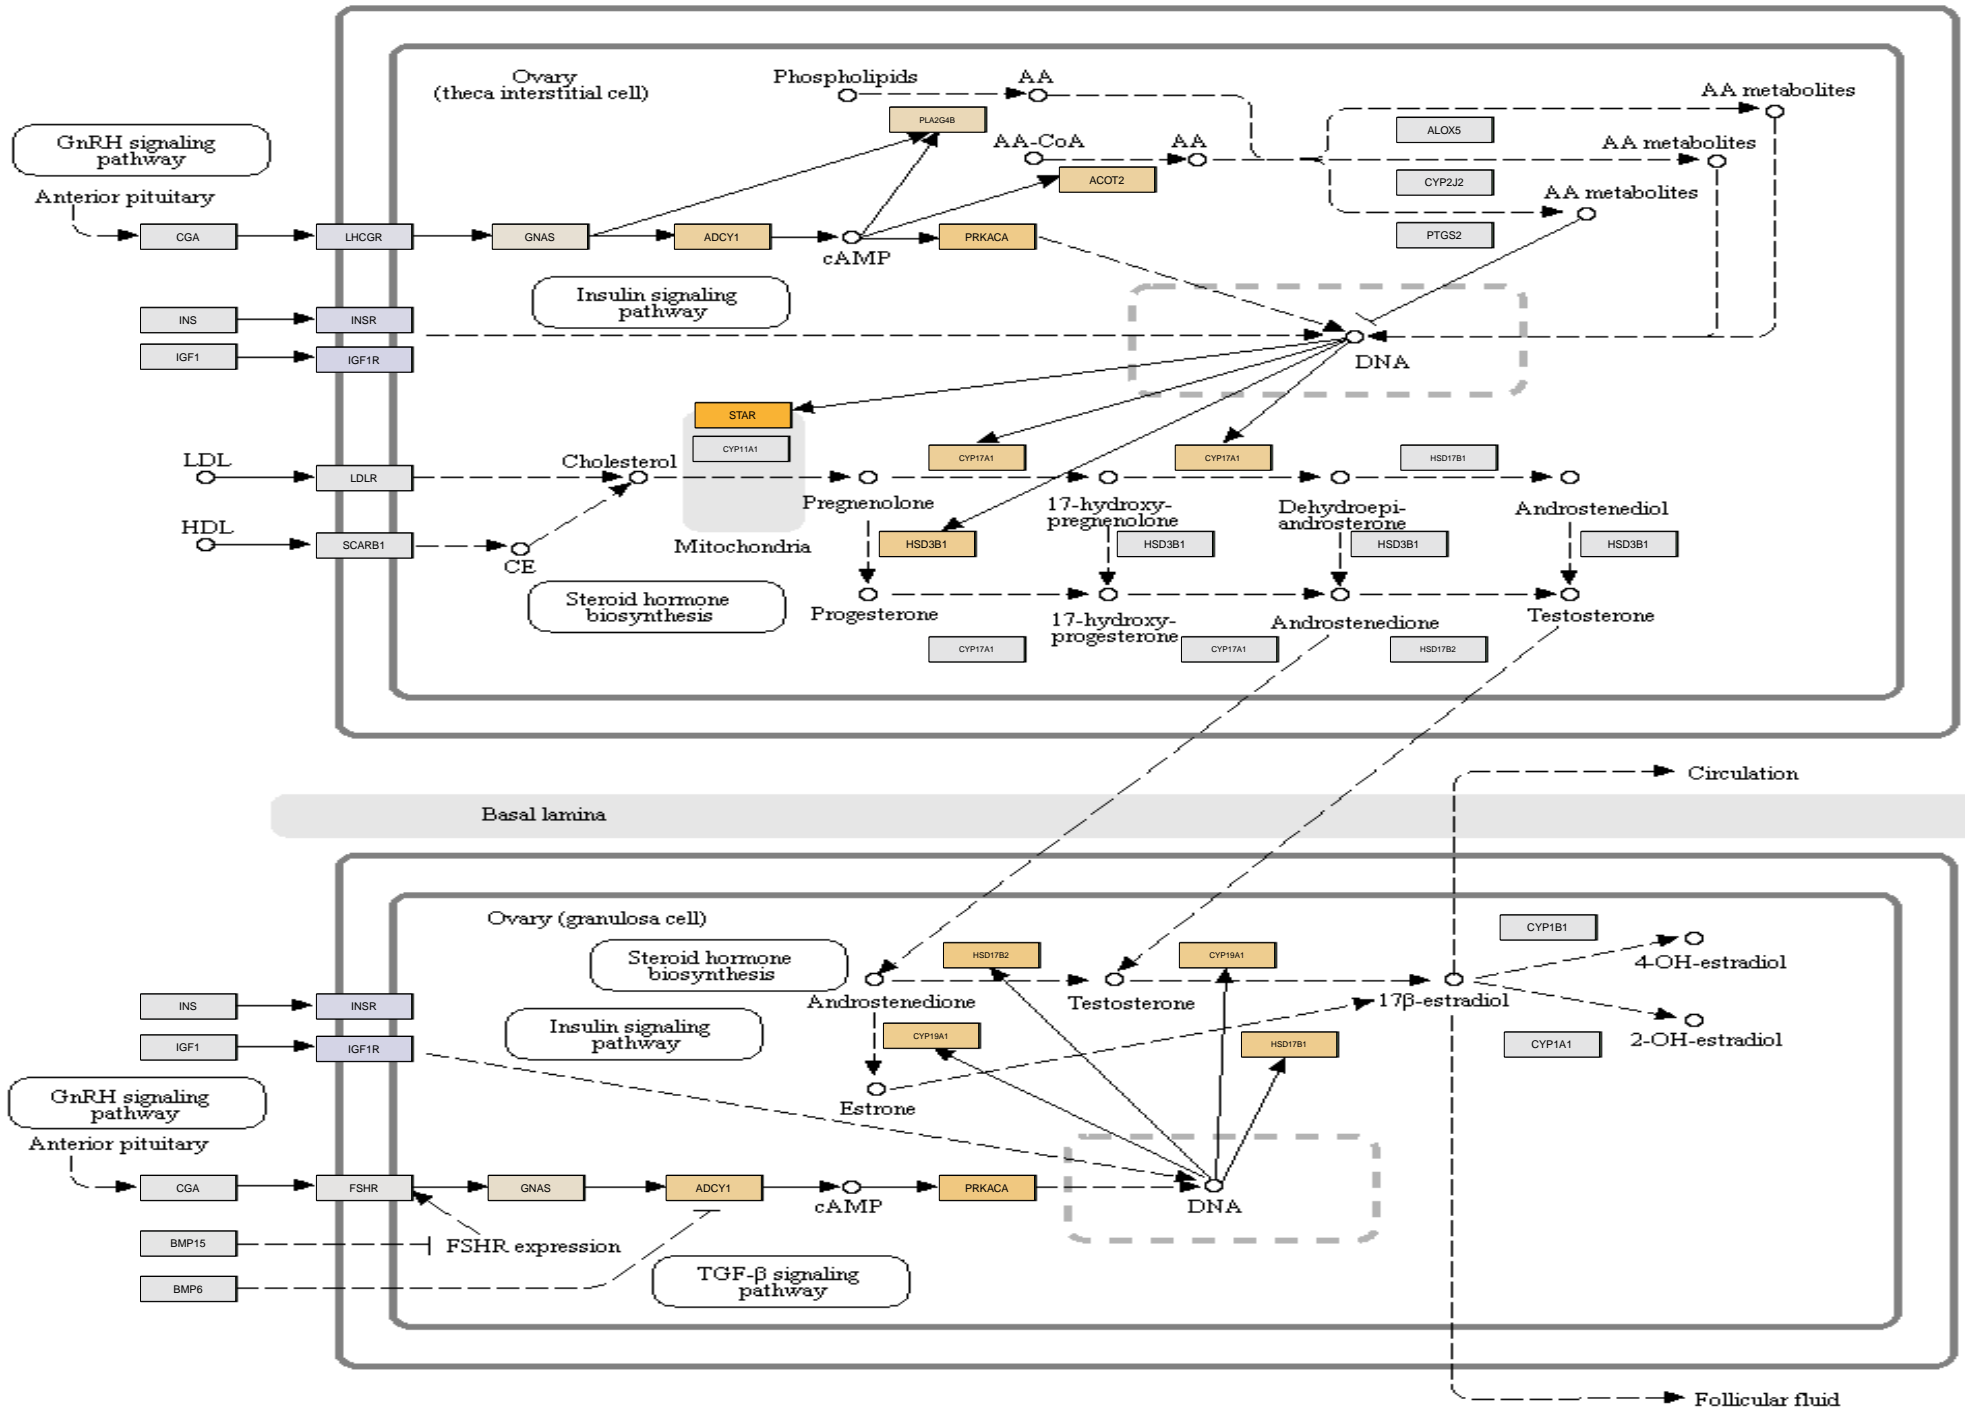 Ovary
(theca interstitial cell)
Phospholipids
AA
AA metabolites
PLA2G4B
ALOX5
GnRH signaling
pathway
AA-CoA
AA
AA metabolites
ACOT2
CYP2J2
Anterior pituitary
AA metabolites
CGA
LHCGR
GNAS
ADCY1
cAMP
PRKACA
PTGS2
Insulin signaling
pathway
INS
INSR
IGF1
IGF1R
DNA
STAR
CYP11A1
CYP17A1
CYP17A1
HSD17B1
LDL
LDLR
Cholesterol
Pregnenolone
17-hydroxy-
pregnenolone
Dehydroepi-
androsterone
Androstenediol
HDL
SCARB1
CE
Mitochondria
HSD3B1
HSD3B1
HSD3B1
HSD3B1
Steroid hormone
biosynthesis
Progesterone
17-hydroxy-
progesterone
Androstenedione
Testosterone
CYP17A1
CYP17A1
HSD17B2
Circulation
Basal lamina
Ovary (granulosa cell)
Steroid hormone
biosynthesis
HSD17B2
CYP19A1
CYP1B1
4-OH-estradiol
Androstenedione
Testosterone
17β-estradiol
INS
INSR
Insulin signaling
pathway
CYP19A1
HSD17B1
CYP1A1
2-OH-estradiol
IGF1
IGF1R
GnRH signaling
pathway
Estrone
Anterior pituitary
CGA
FSHR
GNAS
ADCY1
cAMP
PRKACA
DNA
BMP15
FSHR expression
BMP6
TGF-β signaling
pathway
Follicular fluid